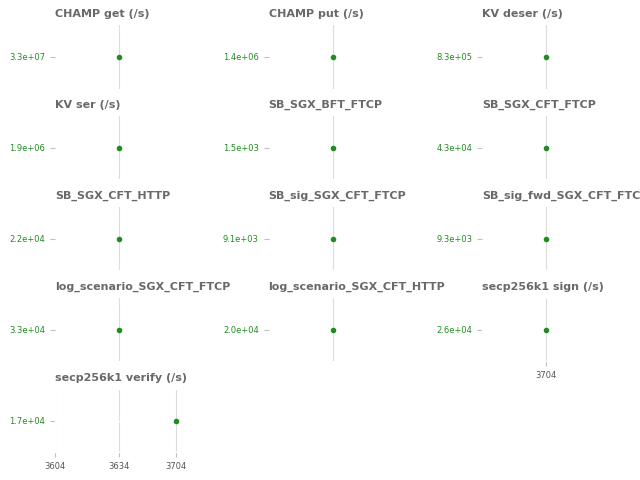 CHAMP get (/s)
CHAMP put (/s)
KV deser (/s)
3.3e+07
1.4e+06
8.3e+05
KV ser (/s)
SB_SGX_BFT_FTCP
SB_SGX_CFT_FTCP
1.9e+06
1.5e+03
4.3e+04
SB_SGX_CFT_HTTP
SB_sig_SGX_CFT_FTCP
SB_sig_fwd_SGX_CFT_FTC
2.2e+04
9.1e+03
9.3e+03
log_scenario_SGX_CFT_FTCP
log_scenario_SGX_CFT_HTTP
secp256k1 sign (/s)
3.3e+04
2.0e+04
2.6e+04
3704
secp256k1 verify (/s)
1.7e+04
3604
3634
3704